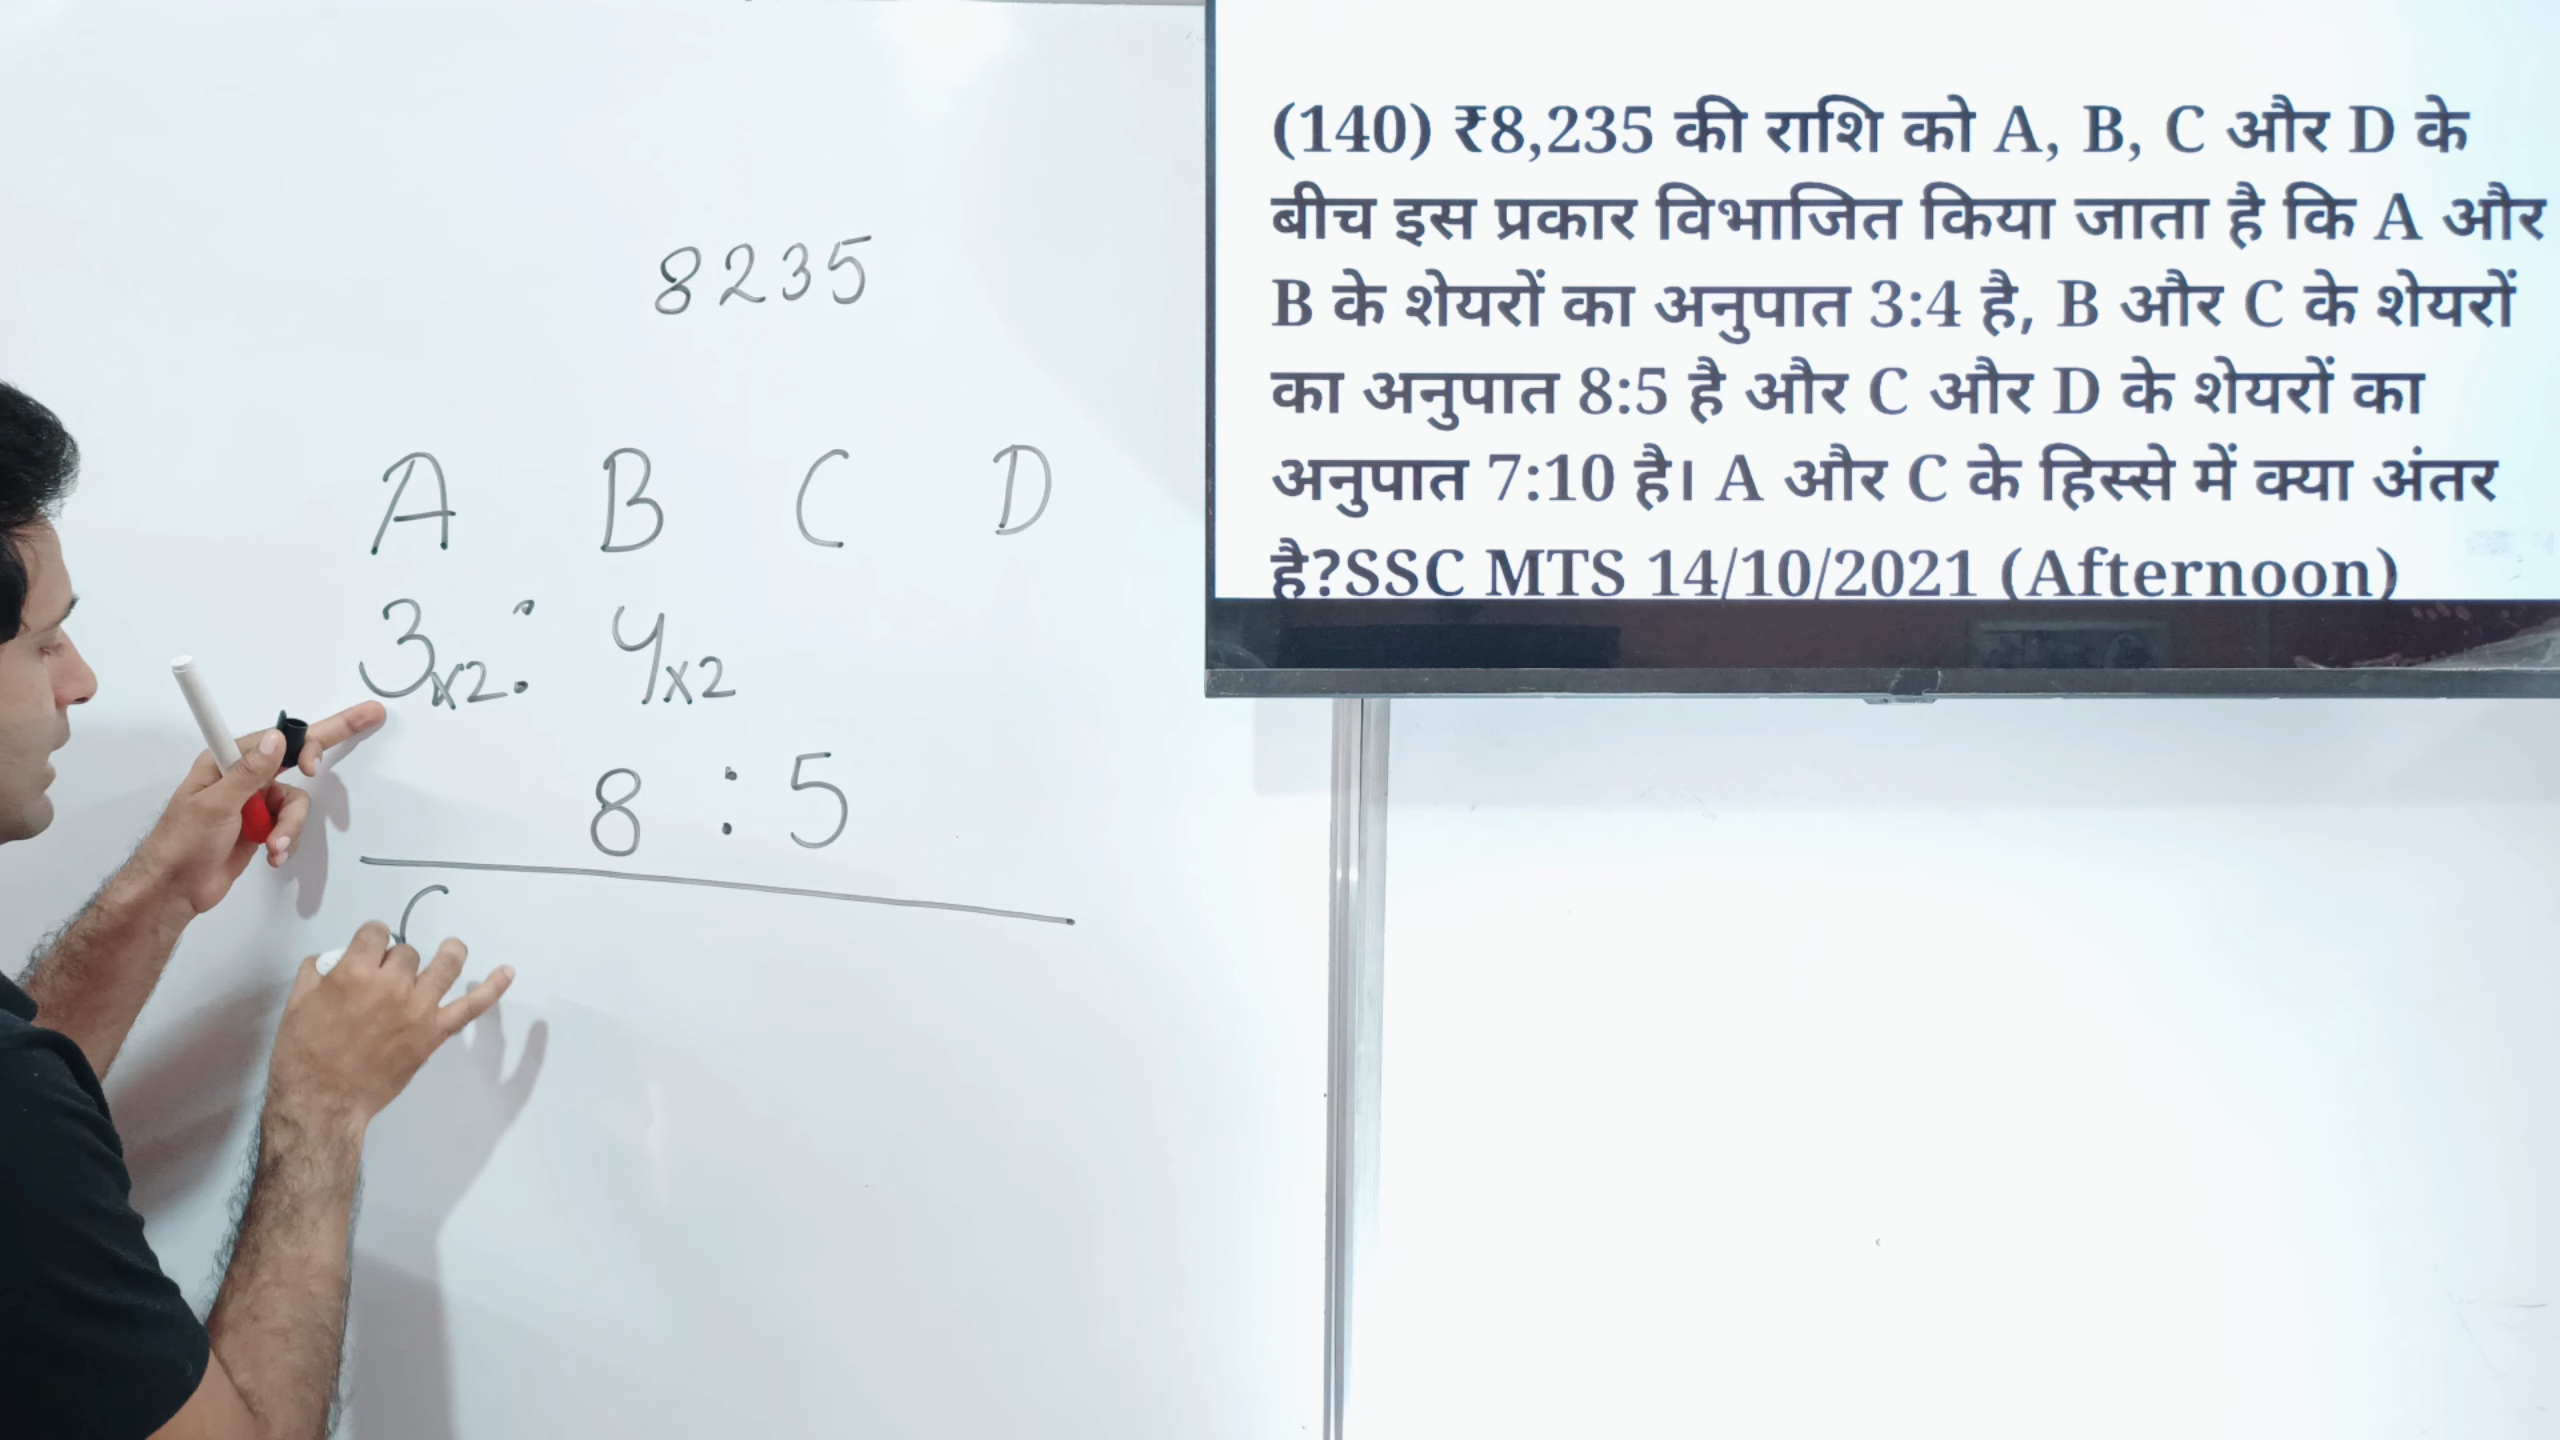 8235
A B C D
3x2 : 4x2
8 : 5
6
(140) ₹8,235 की राशि को A, B, C और D के
बीच इस प्रकार विभाजित किया जाता है कि A और
B के शेयरों का अनुपात 3:4 है, B और C के शेयरों
का अनुपात 8:5 है और C और D के शेयरों का
अनुपात 7:10 है। A और C के हिस्से में क्या अंतर
है?SSC MTS 14/10/2021 (Afternoon)